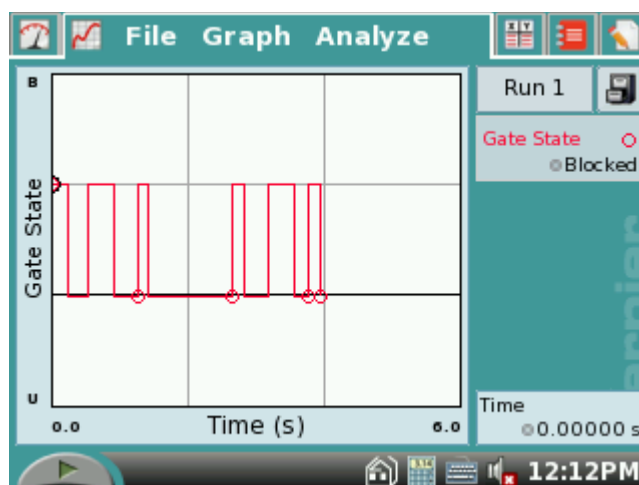 File Graph Analyze
X Y
Run 1
Gate State
Blocked
B
Gate State
U
0.0
Time (s)
6.0
Time
0.00000 s
12:12PM